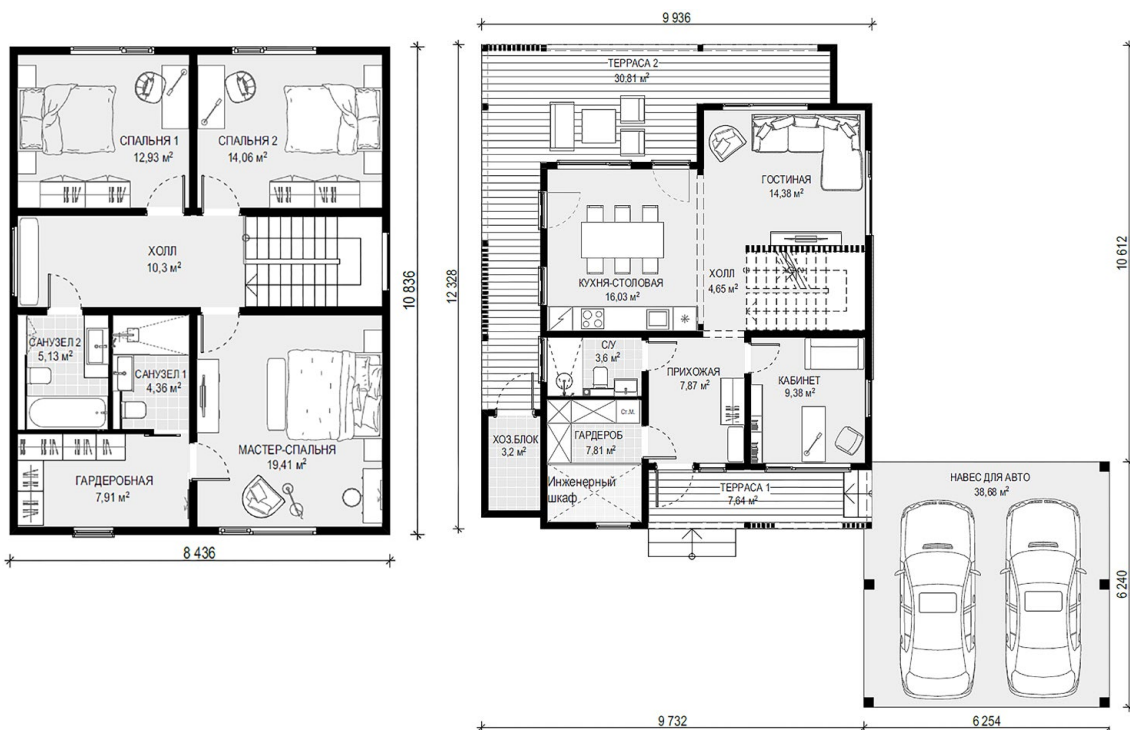 СПАЛЬНЯ 1
12,93 м²
СПАЛЬНЯ 2
14,06 м²
ХОЛЛ
10,3 м²
САНУЗЕЛ 2
5,13 м²
САНУЗЕЛ 1
4,36 м²
МАСТЕР-СПАЛЬНЯ
19,41 м²
ГАРДЕРОБНАЯ
7,91 м²
10 836
8 436
9 936
ТЕРРАСА 2
30,81 м²
ГОСТИНАЯ
14,38 м²
КУХНЯ-СТОЛОВАЯ
16,03 м²
ХОЛЛ
4,65 м²
С/У
3,6 м²
ПРИХОЖАЯ
7,87 м²
КАБИНЕТ
9,38 м²
Ст.М.
ГАРДЕРОБ
7,81 м²
ХОЗ.БЛОК
3,2 м²
Инженерный
шкаф
ТЕРРАСА 1
7,64 м²
НАВЕС ДЛЯ АВТО
38,68 м²
12 328
10 612
6 240
9 732
6 254